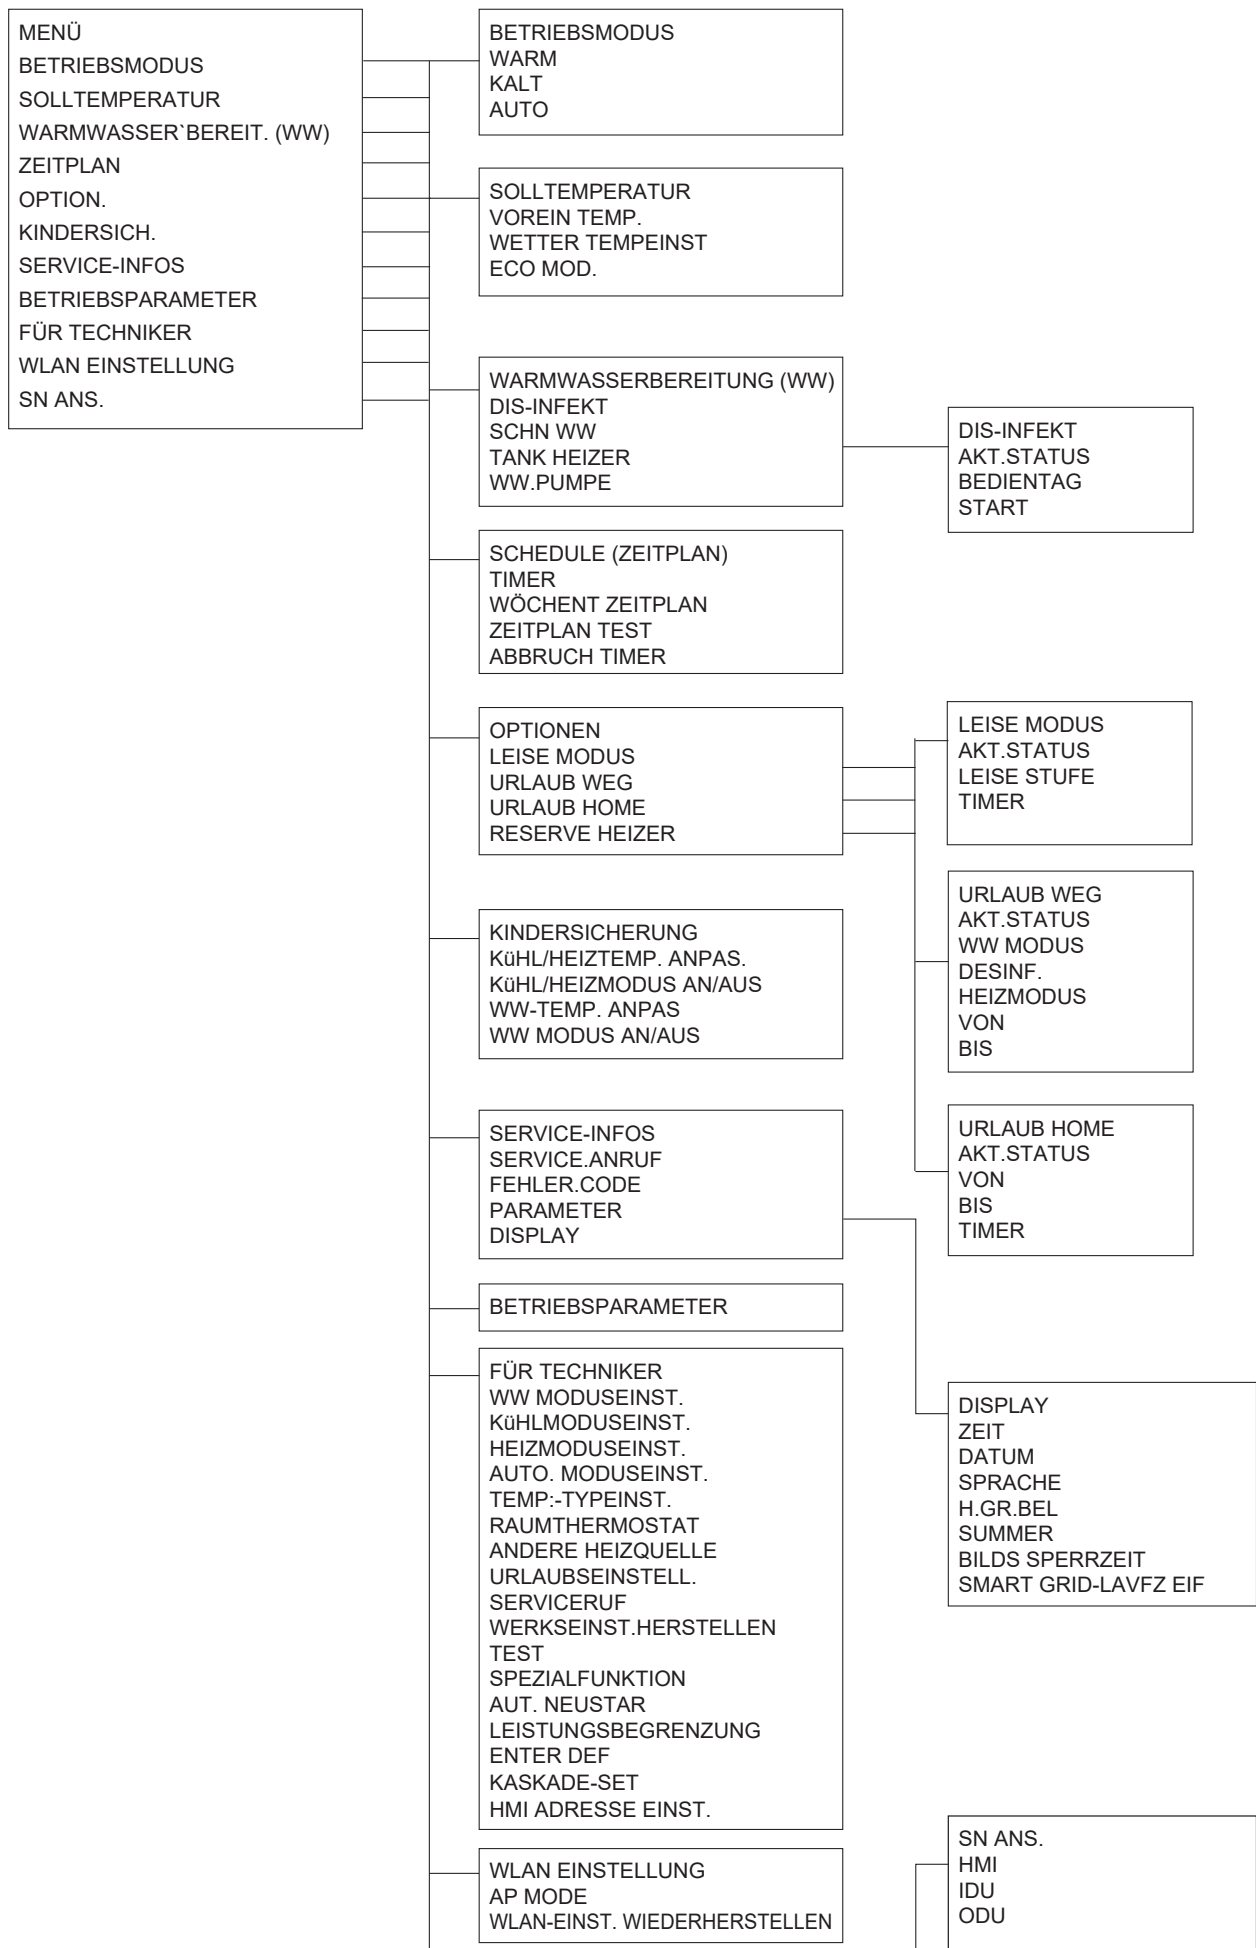 MENÜ
BETRIEBSMODUS
SOLLTEMPERATUR
WARMWASSER`BEREIT. (WW)
ZEITPLAN
OPTION.
KINDERSICH.
SERVICE-INFOS
BETRIEBSPARAMETER
FÜR TECHNIKER
WLAN EINSTELLUNG
SN ANS.
BETRIEBSMODUS
WARM
KALT
AUTO
SOLLTEMPERATUR
VOREIN TEMP.
WETTER TEMPEINST
ECO MOD.
WARMWASSERBEREITUNG (WW)
DIS-INFEKT
SCHN WW
TANK HEIZER
WW.PUMPE
DIS-INFEKT
AKT.STATUS
BEDIENTAG
START
SCHEDULE (ZEITPLAN)
TIMER
WÖCHENT ZEITPLAN
ZEITPLAN TEST
ABBRUCH TIMER
OPTIONEN
LEISE MODUS
URLAUB WEG
URLAUB HOME
RESERVE HEIZER
LEISE MODUS
AKT.STATUS
LEISE STUFE
TIMER
URLAUB WEG
AKT.STATUS
WW MODUS
DESINF.
HEIZMODUS
VON
BIS
URLAUB HOME
AKT.STATUS
VON
BIS
TIMER
KINDERSICHERUNG
KüHL/HEIZTEMP. ANPAS.
KüHL/HEIZMODUS AN/AUS
WW-TEMP. ANPAS
WW MODUS AN/AUS
SERVICE-INFOS
SERVICE.ANRUF
FEHLER.CODE
PARAMETER
DISPLAY
DISPLAY
ZEIT
DATUM
SPRACHE
H.GR.BEL
SUMMER
BILDS SPERRZEIT
SMART GRID-LAVFZ EIF
BETRIEBSPARAMETER
FÜR TECHNIKER
WW MODUSEINST.
KüHLMODUSEINST.
HEIZMODUSEINST.
AUTO. MODUSEINST.
TEMP:-TYPEINST.
RAUMTHERMOSTAT
ANDERE HEIZQUELLE
URLAUBSEINSTELL.
SERVICERUF
WERKSEINST.HERSTELLEN
TEST
SPEZIALFUNKTION
AUT. NEUSTAR
LEISTUNGSBEGRENZUNG
ENTER DEF
KASKADE-SET
HMI ADRESSE EINST.
WLAN EINSTELLUNG
AP MODE
WLAN-EINST. WIEDERHERSTELLEN
SN ANS.
HMI
IDU
ODU